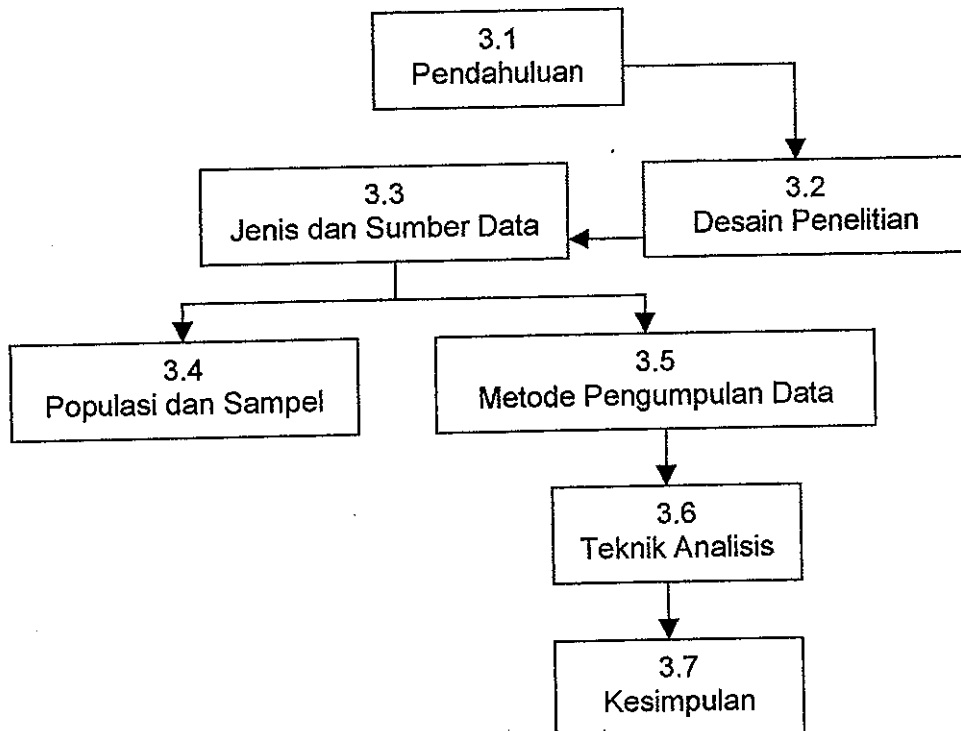 3.1
Pendahuluan
3.2
Desain Penelitian
3.3
Jenis dan Sumber Data
3.4
Populasi dan Sampel
3.5
Metode Pengumpulan Data
3.6
Teknik Analisis
3.7
Kesimpulan